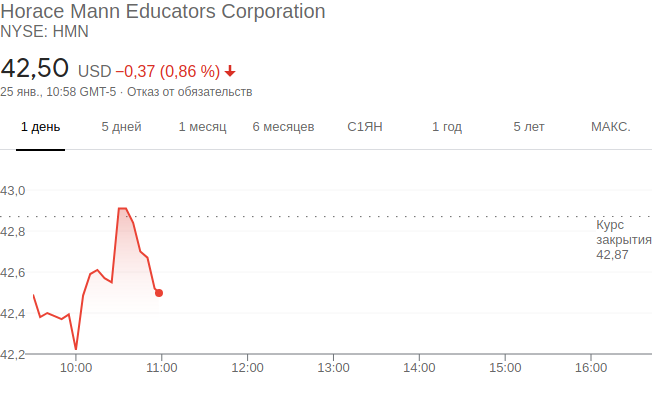 Horace Mann Educators Corporation
NYSE: HMN
42,50 USD −0,37 (0,86 %)
25 янв., 10:58 GMT-5 · Отказ от обязательств
1 день 5 дней 1 месяц 6 месяцев С1ЯН 1 год 5 лет МАКС.
43,0
42,8
42,6
42,4
42,2
Курс
закрытия
42,87
10:00 11:00 12:00 13:00 14:00 15:00 16:00